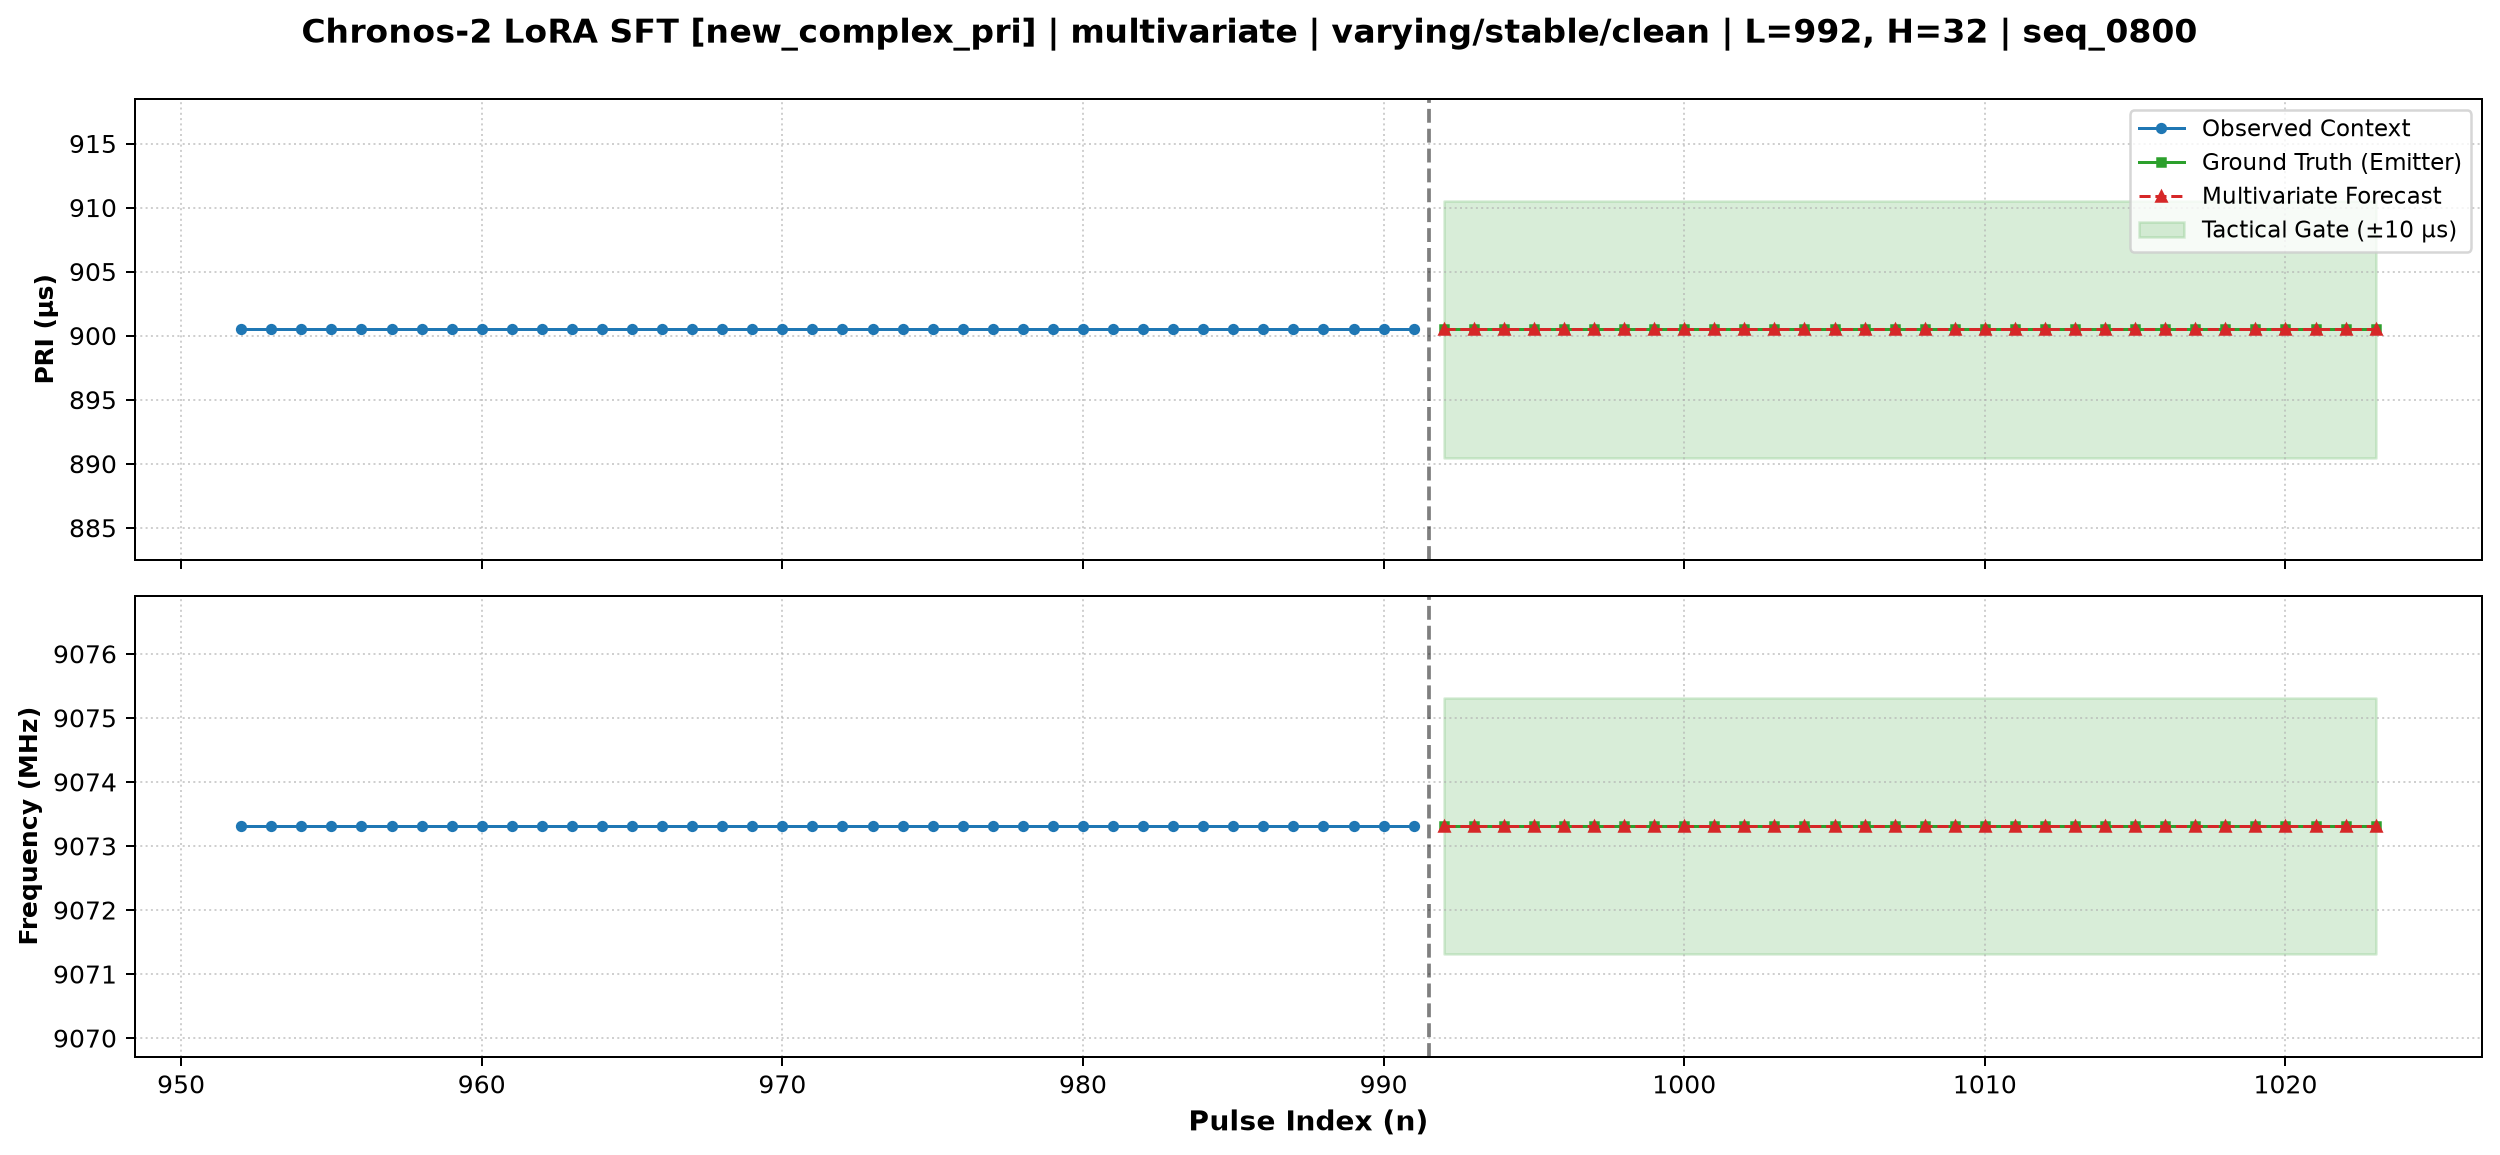 Chronos-2 LoRA SFT [new_complex_pri] | multivariate | varying/stable/clean | L=992, H=32 | seq_0800
PRI (µs)
915
910
905
900
895
890
885
Observed Context
Ground Truth (Emitter)
Multivariate Forecast
Tactical Gate (±10 µs)
Frequency (MHz)
9076
9075
9074
9073
9072
9071
9070
950 960 970 980 990 1000 1010 1020
Pulse Index (n)